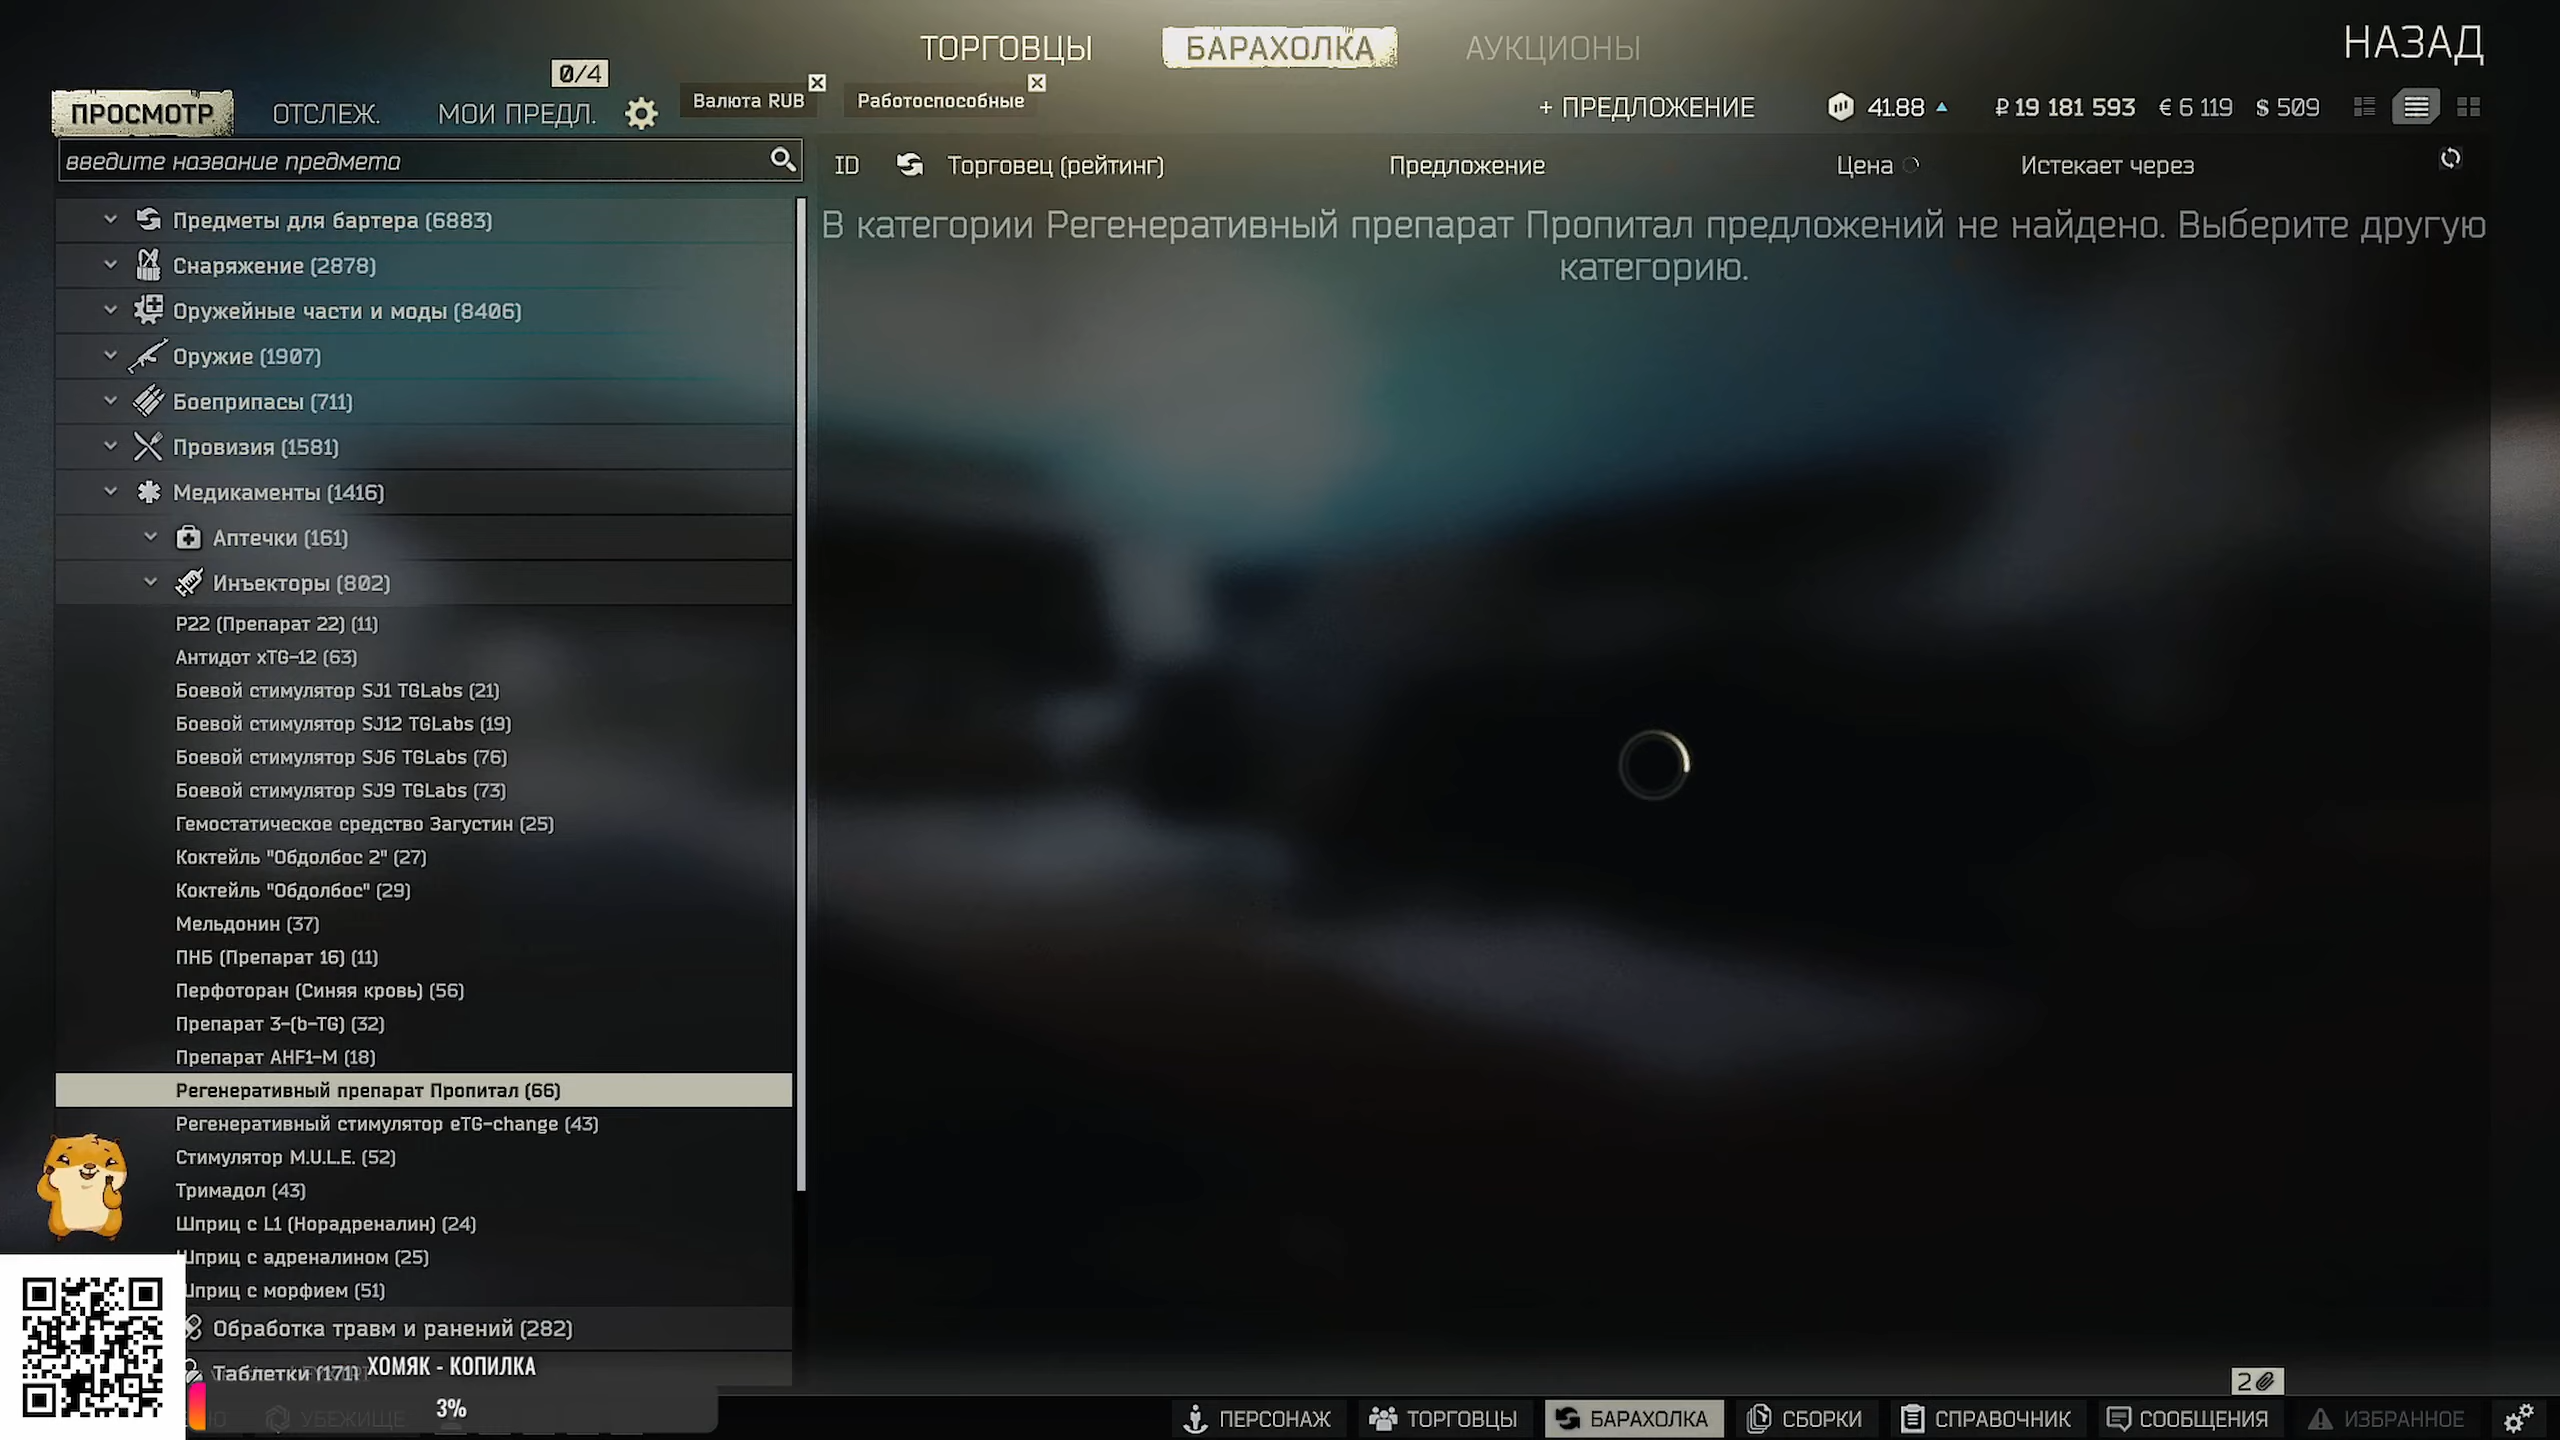 ТОРГОВЦЫ
БАРАХОЛКА
АУКЦИОНЫ
НАЗАД
ПРОСМОТР
ОТСЛЕЖ.
0/4
МОИ ПРЕДЛ.
Валюта RUB
Работоспособные
+ ПРЕДЛОЖЕНИЕ
41.88
₽ 19 181 593
€ 6 119
$ 509
введите название предмета
ID
Торговец (рейтинг)
Предложение
Цена
Истекает через
В категории Регенеративный препарат Пропитал предложений не найдено. Выберите другую
категорию.
Предметы для бартера (6883)
Снаряжение (2878)
Оружейные части и моды (8406)
Оружие (1907)
Боеприпасы (711)
Провизия (1581)
Медикаменты (1416)
Аптечки (161)
Инъекторы (802)
P22 (Препарат 22) (11)
Антидот xTG-12 (63)
Боевой стимулятор SJ1 TGLabs (21)
Боевой стимулятор SJ12 TGLabs (19)
Боевой стимулятор SJ6 TGLabs (76)
Боевой стимулятор SJ9 TGLabs (73)
Гемостатическое средство Загустин (25)
Коктейль "Обдолбос 2" (27)
Коктейль "Обдолбос" (29)
Мельдонин (37)
ПНБ (Препарат 16) (11)
Перфоторан (Синяя кровь) (56)
Препарат 3-(b-TG) (32)
Препарат AHF1-M (18)
Регенеративный препарат Пропитал (66)
Регенеративный стимулятор eTG-change (43)
Стимулятор M.U.L.E. (52)
Тримадол (43)
Шприц с L1 (Норадреналин) (24)
Шприц с адреналином (25)
Шприц с морфием (51)
Обработка травм и ранений (282)
Таблетки (171)
ХОМЯК - КОПИЛКА
3%
УБЕЖИЩЕ
ПЕРСОНАЖ
ТОРГОВЦЫ
БАРАХОЛКА
СБОРКИ
СПРАВОЧНИК
2
СООБЩЕНИЯ
ИЗБРАННОЕ